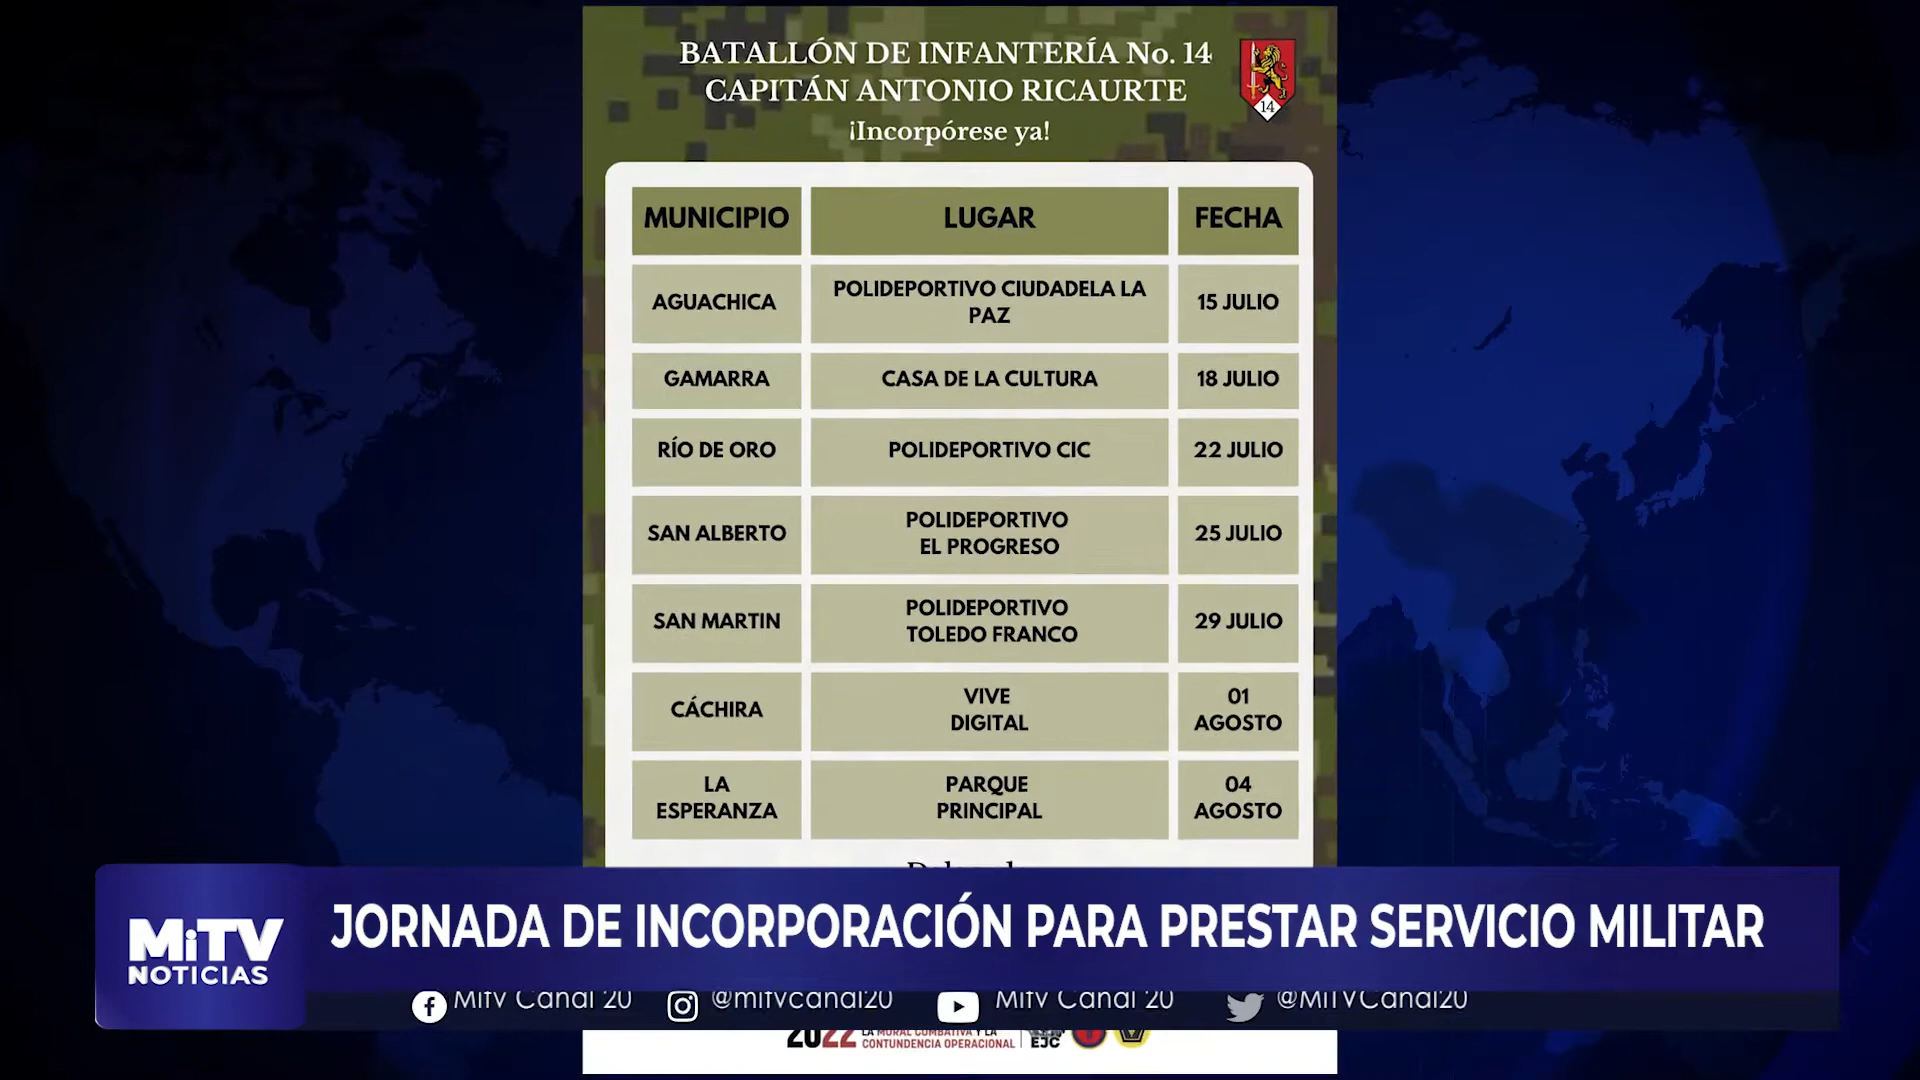 BATALLÓN DE INFANTERÍA No. 14
CAPITÁN ANTONIO RICAURTE
¡Incorpórese ya!
14
MUNICIPIO LUGAR FECHA
AGUACHICA POLIDEPORTIVO CIUDADELA LA
PAZ 15 JULIO
GAMARRA CASA DE LA CULTURA 18 JULIO
RÍO DE ORO POLIDEPORTIVO CIC 22 JULIO
SAN ALBERTO POLIDEPORTIVO
EL PROGRESO 25 JULIO
SAN MARTIN POLIDEPORTIVO
TOLEDO FRANCO 29 JULIO
CÁCHIRA VIVE
DIGITAL 01
AGOSTO
LA
ESPERANZA PARQUE
PRINCIPAL 04
AGOSTO
MiTV
NOTICIAS
JORNADA DE INCORPORACIÓN PARA PRESTAR SERVICIO MILITAR
Mitv Canal 20 @mitvcanal20 Mitv Canal 20 @MiTVCanal20
2022 LA MORAL COMBATIVA Y LA
CONTUNDENCIA OPERACIONAL EJC